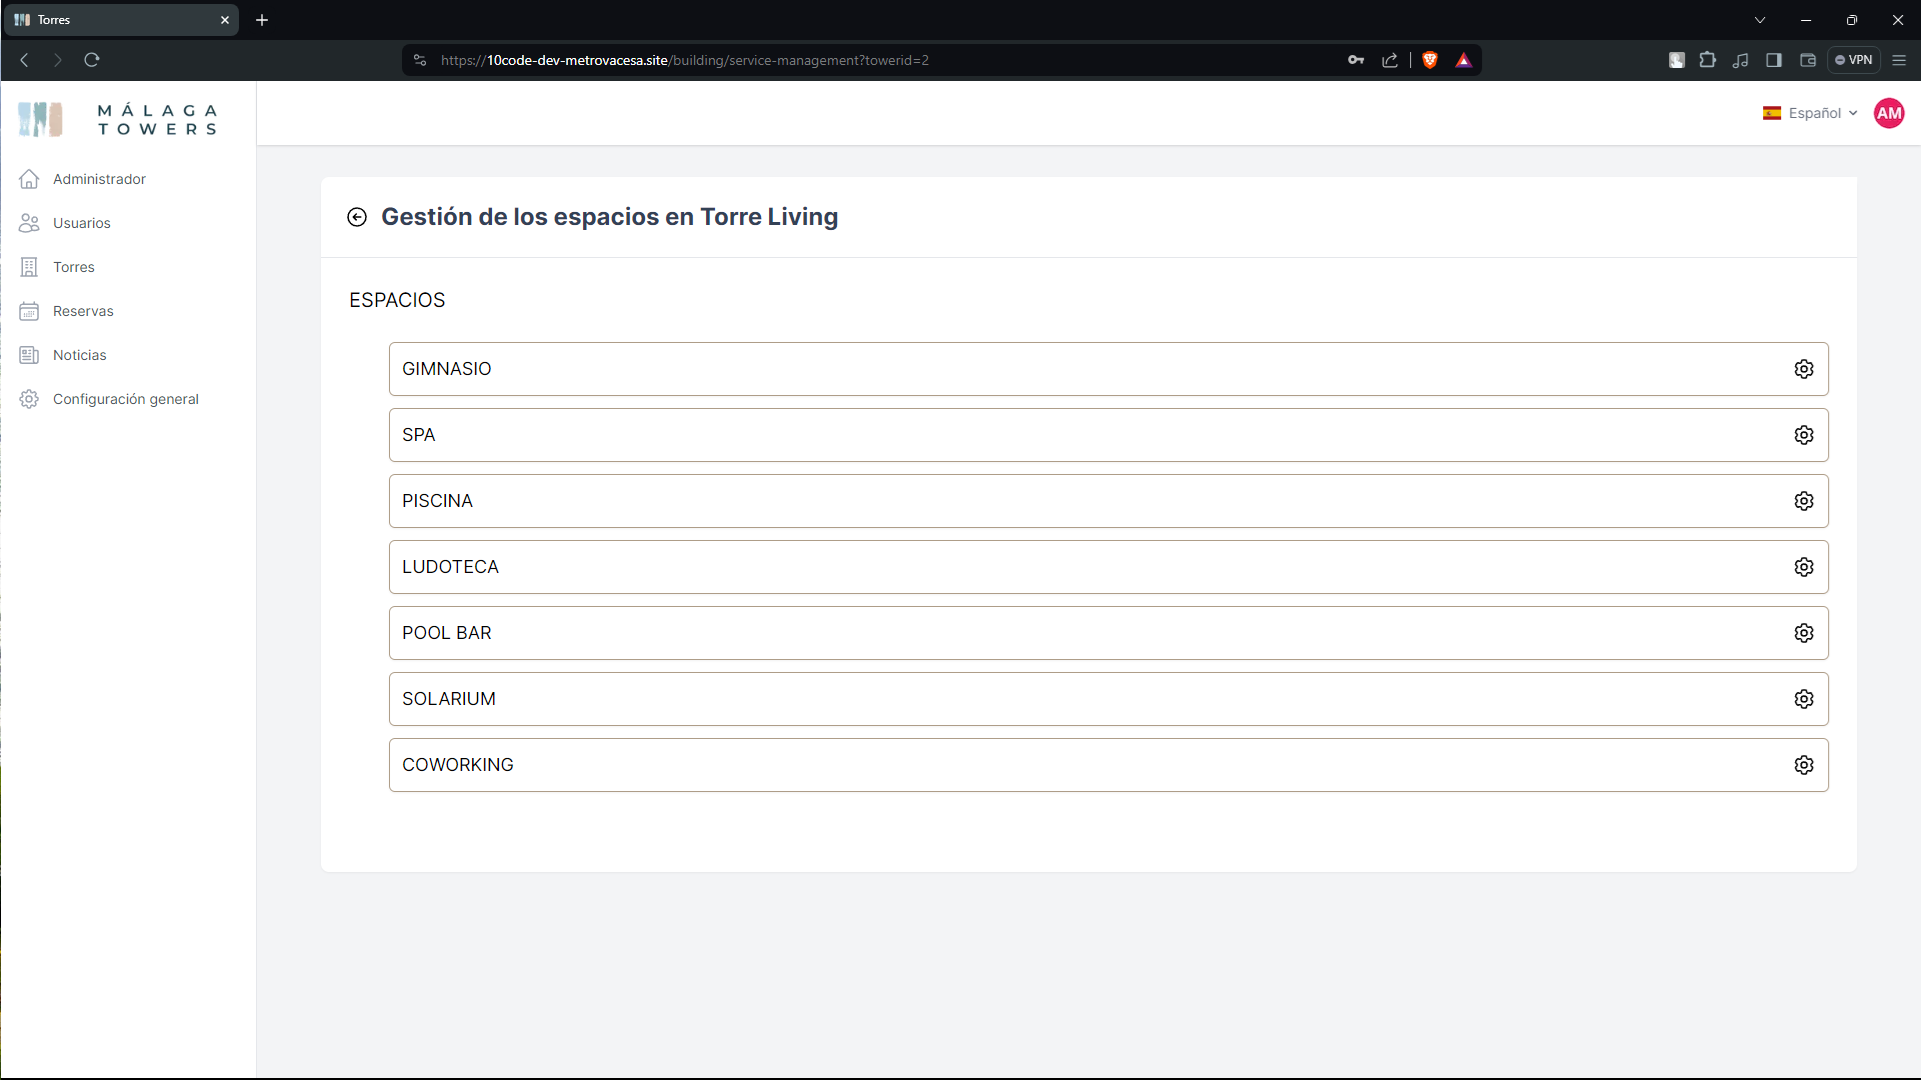 Torres
https://10code-dev-metrovacesa.site/building/service-management?towerid=2
VPN
MÁLAGA
TOWERS
Español
AM
Administrador
Usuarios
Torres
Reservas
Noticias
Configuración general
Gestión de los espacios en Torre Living
ESPACIOS
GIMNASIO
SPA
PISCINA
LUDOTECA
POOL BAR
SOLARIUM
COWORKING